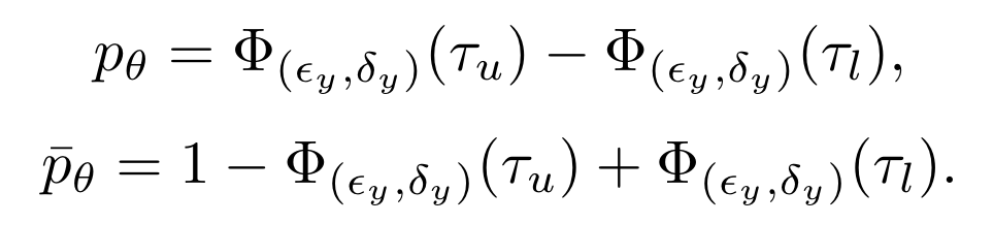 p_θ = Φ_(ϵ_y,δ_y)(τ_u) − Φ_(ϵ_y,δ_y)(τ_l),
p̄_θ = 1 − Φ_(ϵ_y,δ_y)(τ_u) + Φ_(ϵ_y,δ_y)(τ_l).